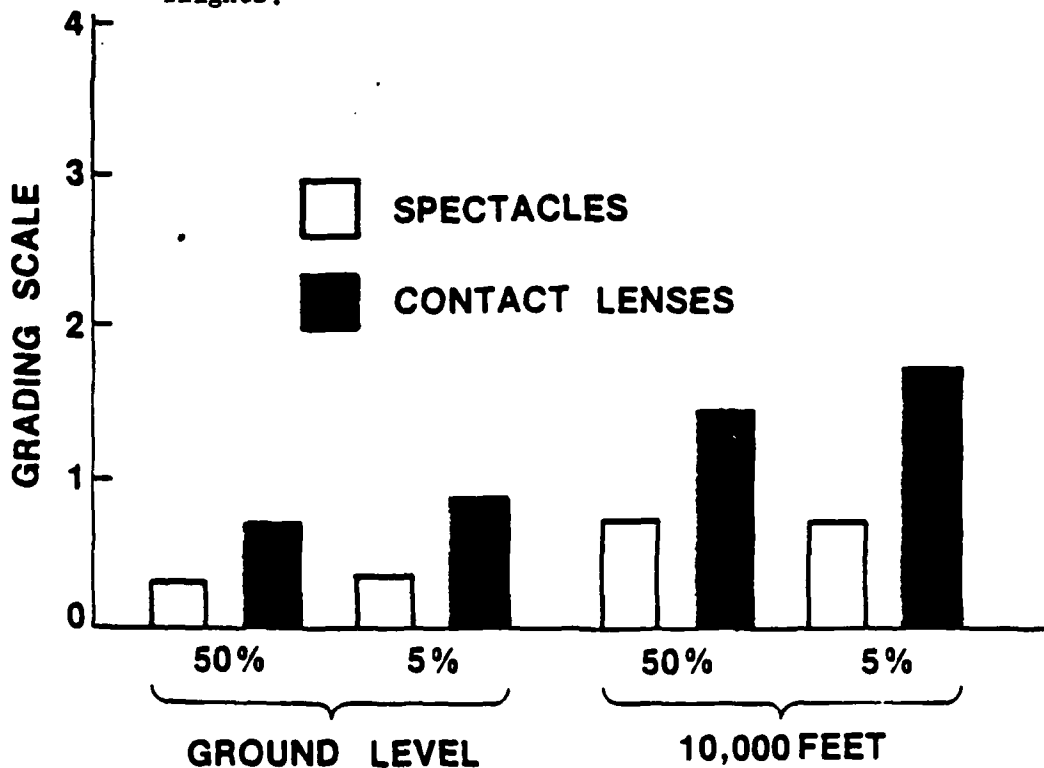 4
3
2
1
0
GRADING SCALE
SPECTACLES
CONTACT LENSES
50% 5% 50% 5%
GROUND LEVEL 10,000 FEET